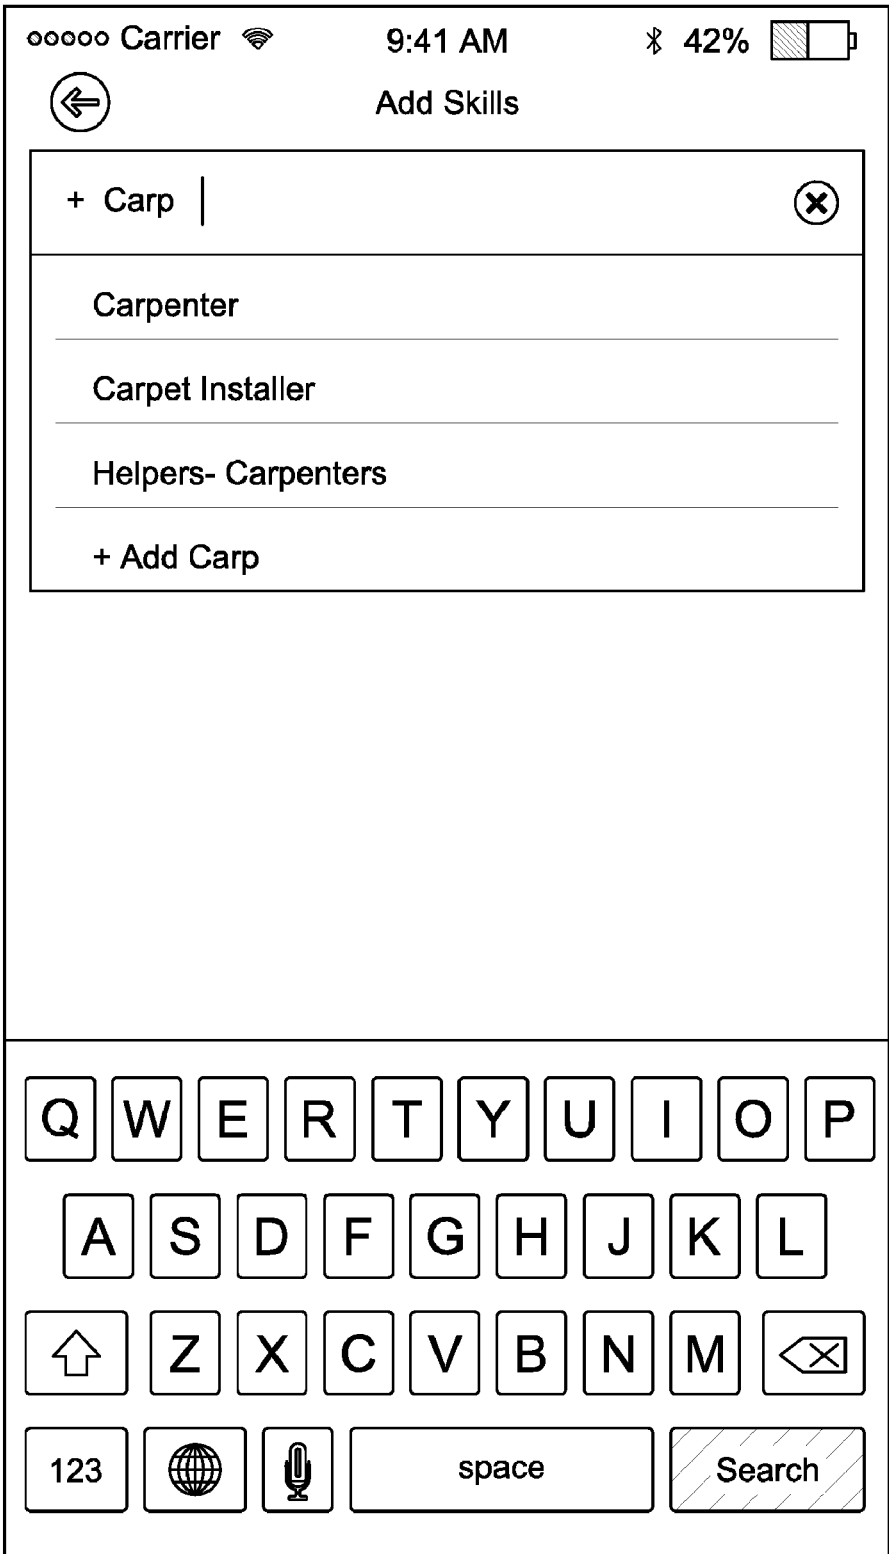 Carrier 9:41 AM 42%
Add Skills
+ Carp
Carpenter
Carpet Installer
Helpers- Carpenters
+ Add Carp
Q W E R T Y U I O P
A S D F G H J K L
Z X C V B N M
123 space Search